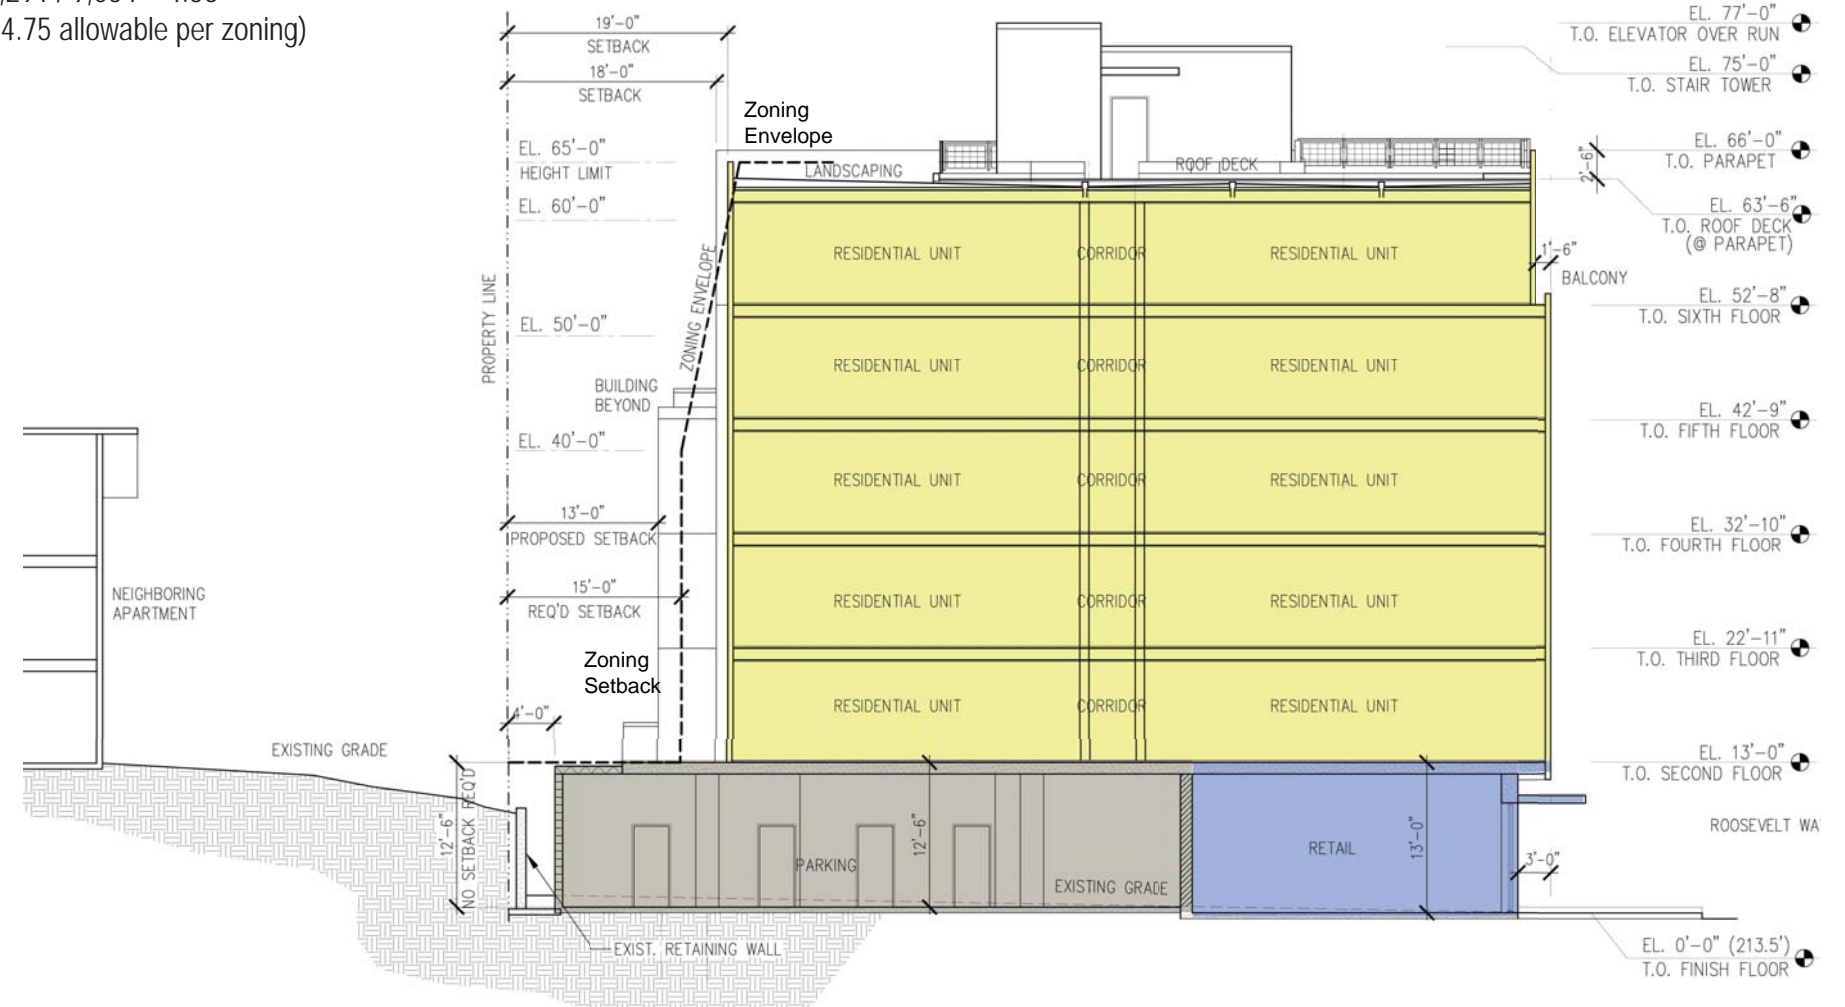 4.75 allowable per zoning)
19'-0"
SETBACK
18'-0"
SETBACK
Zoning
Envelope
EL. 65'-0"
HEIGHT LIMIT
EL. 60'-0"
LANDSCAPING
ROOF DECK
EL. 77'-0"
T.O. ELEVATOR OVER RUN
EL. 75'-0"
T.O. STAIR TOWER
EL. 66'-0"
T.O. PARAPET
2'-6"
EL. 63'-6"
T.O. ROOF DECK
(@ PARAPET)
1'-6"
BALCONY
RESIDENTIAL UNIT
CORRIDOR
RESIDENTIAL UNIT
PROPERTY LINE
ZONING ENVELOPE
EL. 50'-0"
EL. 52'-8"
T.O. SIXTH FLOOR
RESIDENTIAL UNIT
CORRIDOR
RESIDENTIAL UNIT
BUILDING
BEYOND
EL. 42'-9"
T.O. FIFTH FLOOR
EL. 40'-0"
RESIDENTIAL UNIT
CORRIDOR
RESIDENTIAL UNIT
13'-0"
PROPOSED SETBACK
EL. 32'-10"
T.O. FOURTH FLOOR
NEIGHBORING
APARTMENT
15'-0"
REQ'D SETBACK
RESIDENTIAL UNIT
CORRIDOR
RESIDENTIAL UNIT
EL. 22'-11"
T.O. THIRD FLOOR
Zoning
Setback
4'-0"
RESIDENTIAL UNIT
CORRIDOR
RESIDENTIAL UNIT
EXISTING GRADE
EL. 13'-0"
T.O. SECOND FLOOR
12'-6"
NO SETBACK REQ'D
PARKING
12'-6"
EXISTING GRADE
RETAIL
13'-0"
ROOSEVELT
3'-0"
EXIST. RETAINING WALL
EL. 0'-0" (213.5')
T.O. FINISH FLOOR